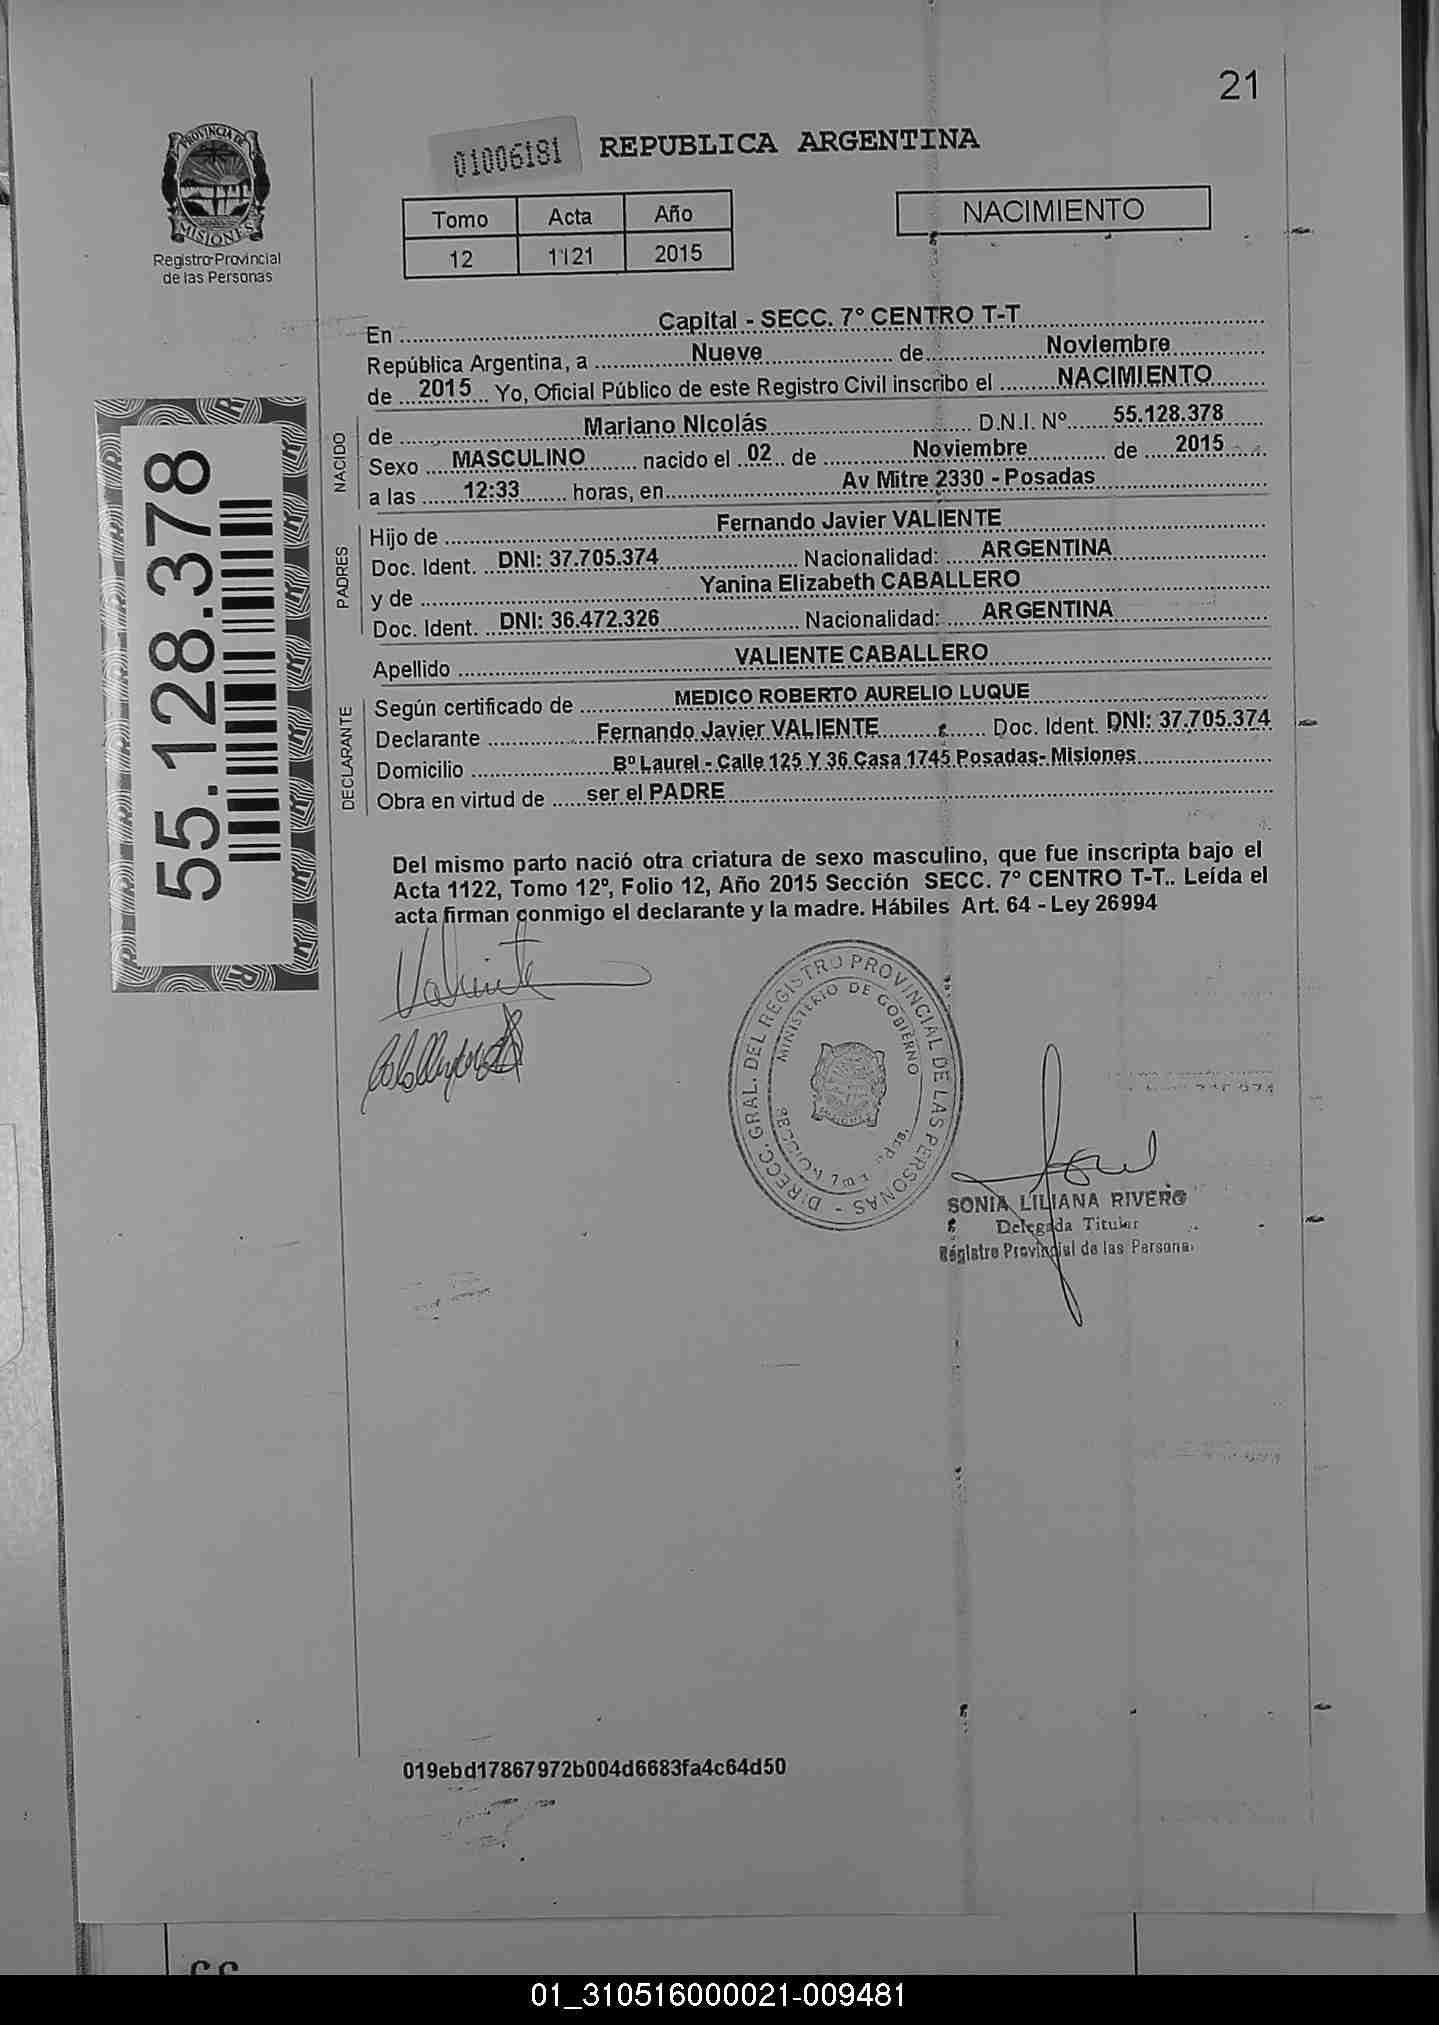 21
PROVINCIA DE
MISIONES
Registro Provincial
de las Personas
01006181
REPUBLICA ARGENTINA
Tomo Acta Año
12 1121 2015
NACIMIENTO
En Capital - SECC. 7º CENTRO T-T
República Argentina, a Nueve de Noviembre
de 2015 Yo, Oficial Público de este Registro Civil inscribo el NACIMIENTO
NACIDO
de Mariano NIcolás D.N.I. Nº 55.128.378
Sexo MASCULINO nacido el 02 de Noviembre de 2015
a las 12:33 horas, en Av Mitre 2330 - Posadas
PADRES
Hijo de Fernando Javier VALIENTE
Doc. Ident. DNI: 37.705.374 Nacionalidad: ARGENTINA
y de Yanina Elizabeth CABALLERO
Doc. Ident. DNI: 36.472.326 Nacionalidad: ARGENTINA
Apellido VALIENTE CABALLERO
DECLARANTE
Según certificado de MEDICO ROBERTO AURELIO LUQUE
Declarante Fernando Javier VALIENTE Doc. Ident. DNI: 37.705.374
Domicilio Bº Laurel - Calle 125 Y 36 Casa 1745 Posadas- Misiones
Obra en virtud de ser el PADRE
55.128.378
Del mismo parto nació otra criatura de sexo masculino, que fue inscripta bajo el
Acta 1122, Tomo 12º, Folio 12, Año 2015 Sección SECC. 7º CENTRO T-T.. Leída el
acta firman conmigo el declarante y la madre. Hábiles Art. 64 - Ley 26994
Valiente
DIRECC. GRAL. DEL REGISTRO PROVINCIAL DE LAS PERSONAS -
MINISTERIO DE GOBIERNO
SECCION 7ma
SONIA LILIANA RIVERO
Delegada Titular
Registro Provincial de las Personas
019ebd17867972b004d6683fa4c64d50
01_310516000021-009481